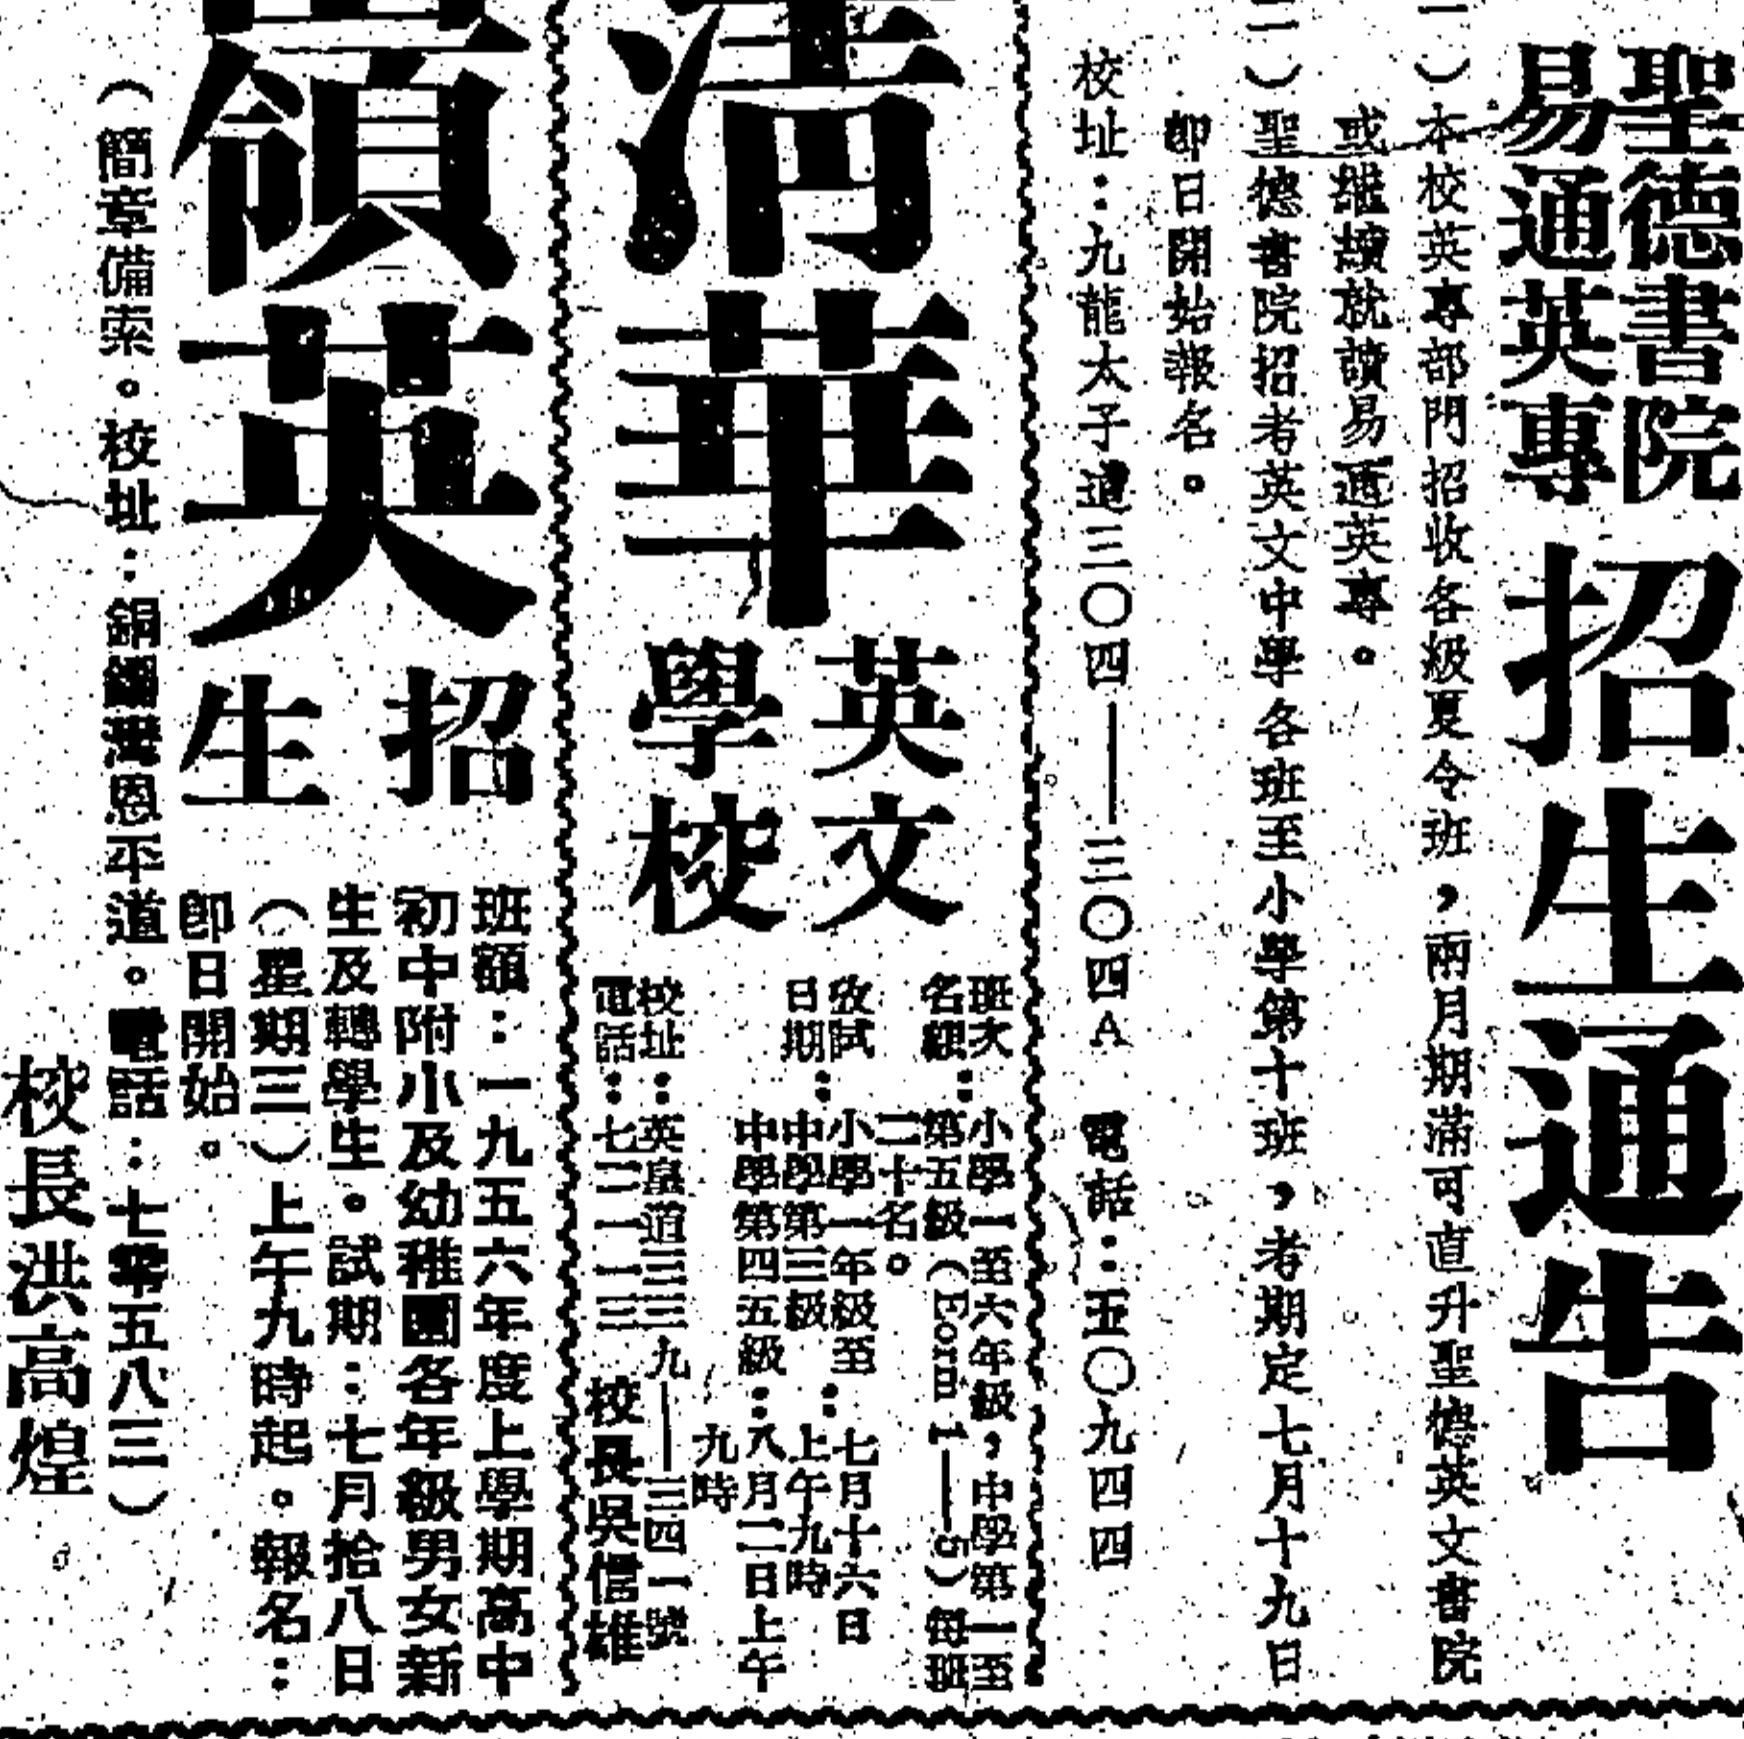 聖德書院
易通英專
招生通告
一）本校英專部門招收各級夏令班，兩月期滿可直升聖德英文書院
或繼續就讀易通英專。
二）聖德書院招考英文中學各班至小學第十班，考期定七月十九日
即日開始報名。
校址：九龍太子道三〇四——三〇四A 電話：五〇九四四
清華
英文
學校
班次
名額：
小學一至六年級，中學第一至
第五級（Form 1——5）每班
二十名。
攷試
日期：
小學一年級至
中學第三級：
七月十六日
上午九時
中學第四五級：八月二日上午
九時
校址：英皇道三三九——三四一號
電話：七二一一三
校長吳信雄
嶺英
招生
班額：一九五六年度上學期高中
初中附小及幼稚園各年級男女新
生及轉學生。試期：七月拾八日
（星期三）上午九時起。報名：
即日開始。
（簡章備索。校址：銅鑼灣恩平道。電話：七零五八三）
校長洪高煌